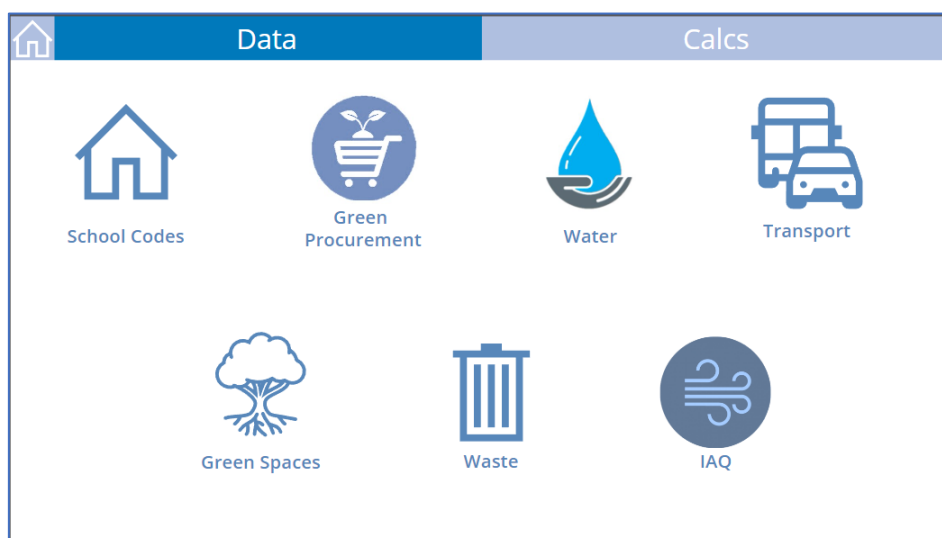 Data
Calcs
School Codes
Green
Procurement
Water
Transport
Green Spaces
Waste
IAQ